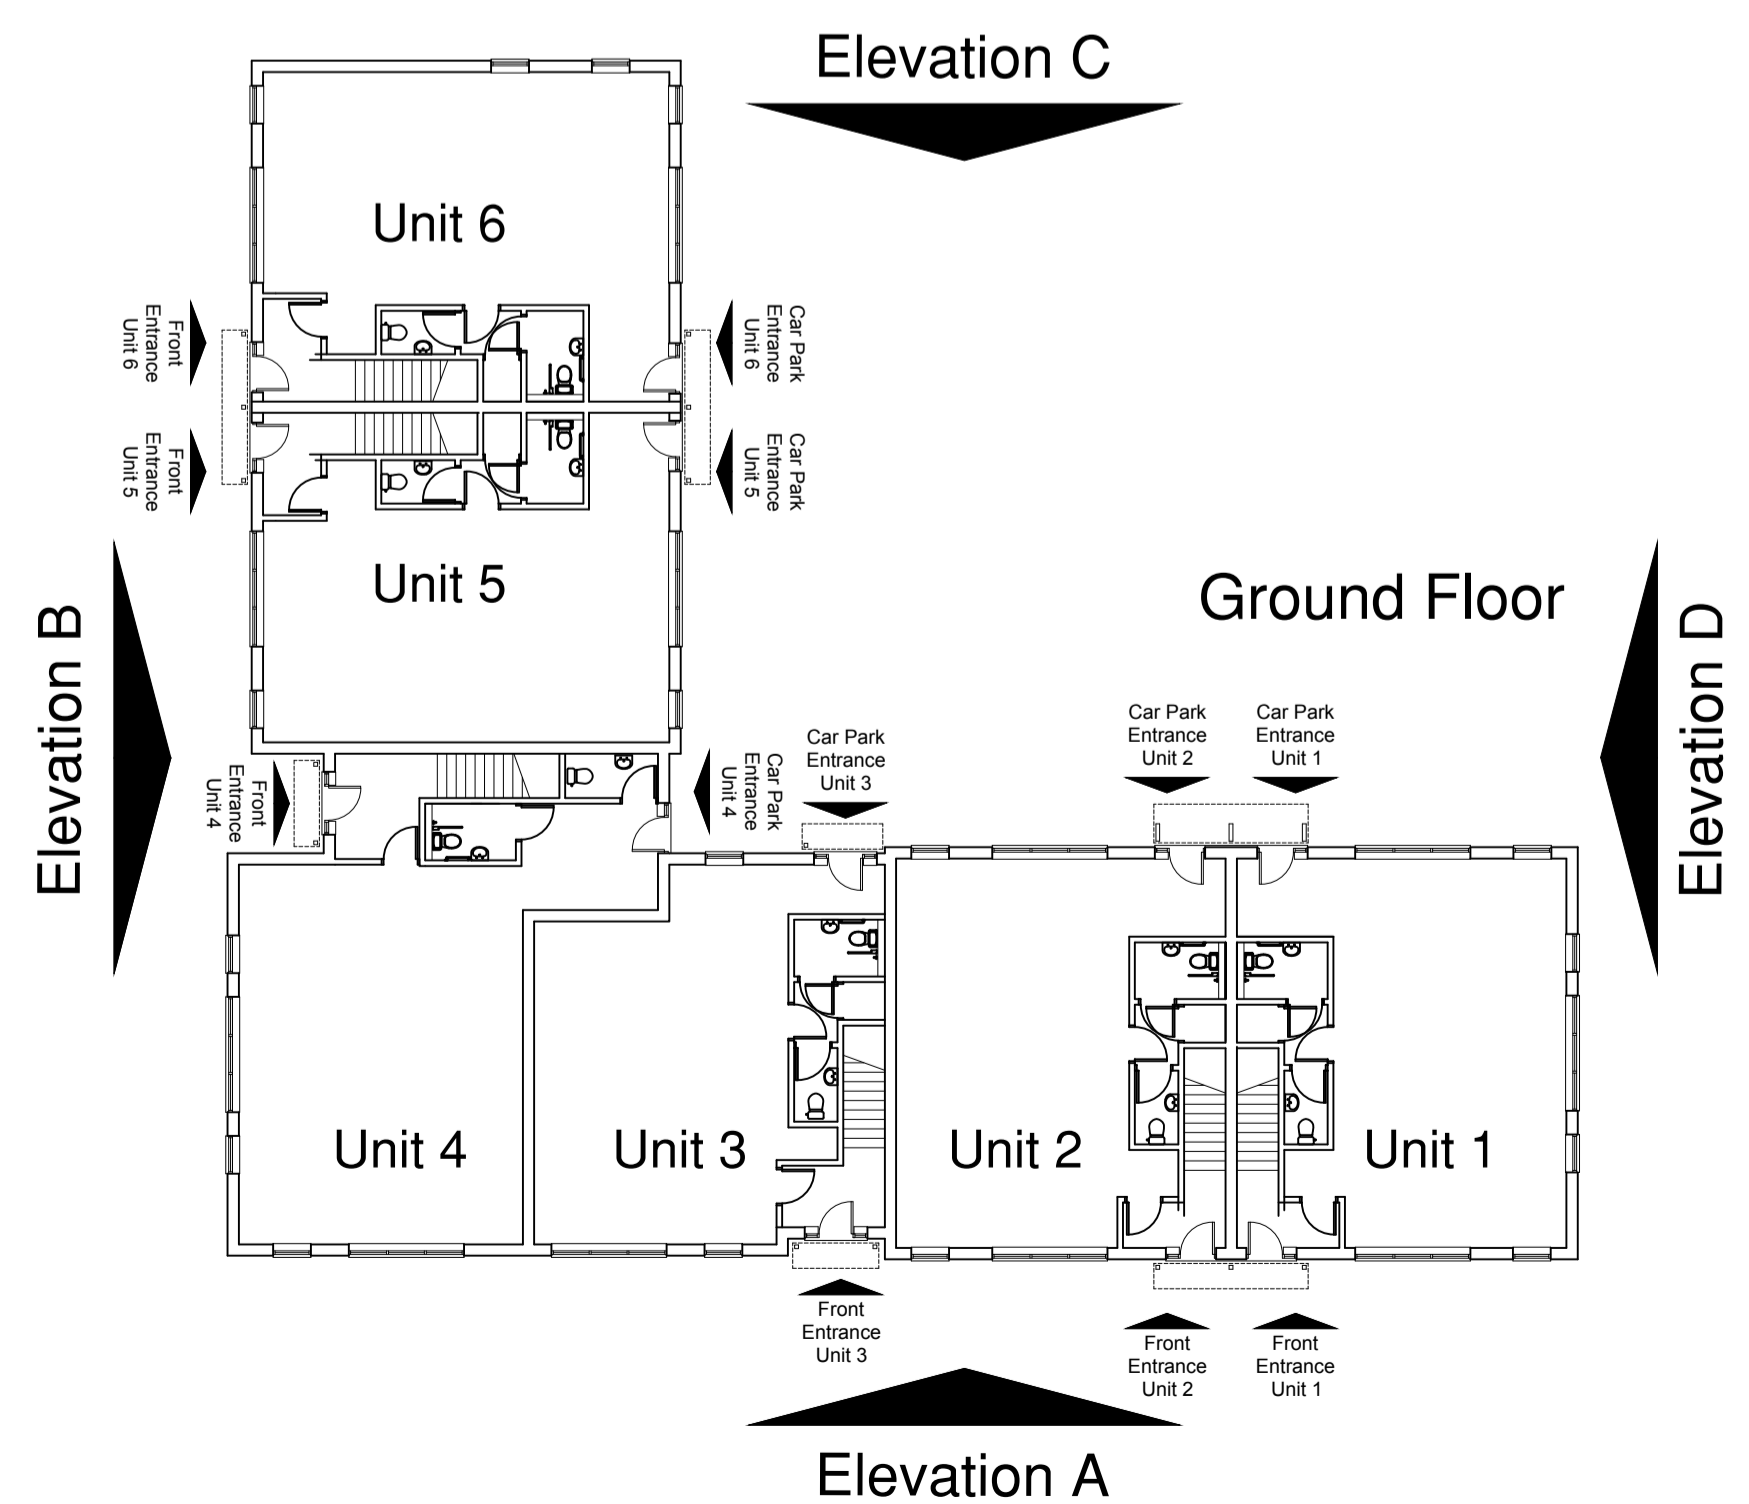 Elevation C
Unit 6
Front
Entrance
Unit 6
Car Park
Entrance
Unit 6
Front
Entrance
Unit 5
Car Park
Entrance
Unit 5
Unit 5
Ground Floor
Elevation B
Elevation D
Front
Entrance
Unit 4
Car Park
Entrance
Unit 4
Car Park
Entrance
Unit 3
Car Park
Entrance
Unit 2
Car Park
Entrance
Unit 1
Unit 4
Unit 3
Unit 2
Unit 1
Front
Entrance
Unit 3
Front
Entrance
Unit 2
Front
Entrance
Unit 1
Elevation A